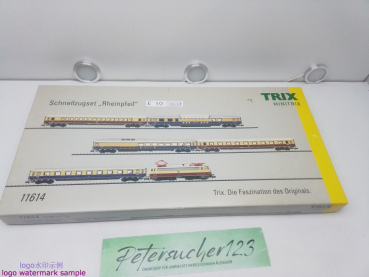 Schnellzugset „Rheinpfeil"
TRIX
MINITRIX
11614
Trix. Die Faszination des Originals.
Petersucher123
logo水印示例
logo watermark sample